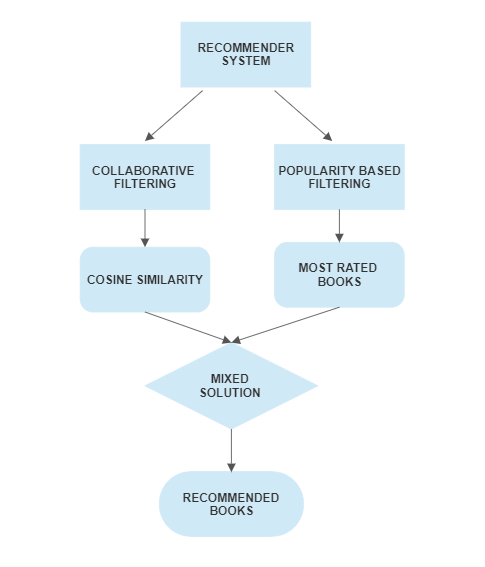 RECOMMENDER
SYSTEM
COLLABORATIVE
FILTERING
POPULARITY BASED
FILTERING
COSINE SIMILARITY
MOST RATED
BOOKS
MIXED
SOLUTION
RECOMMENDED
BOOKS